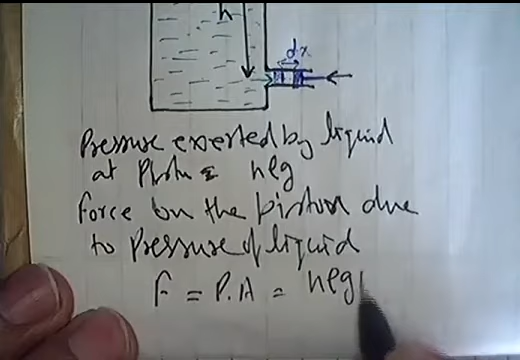 h
dx
Pressure exerted by liquid
at Piston = hρg
Force on the piston due
to Pressure of liquid
F = P.A = hρg